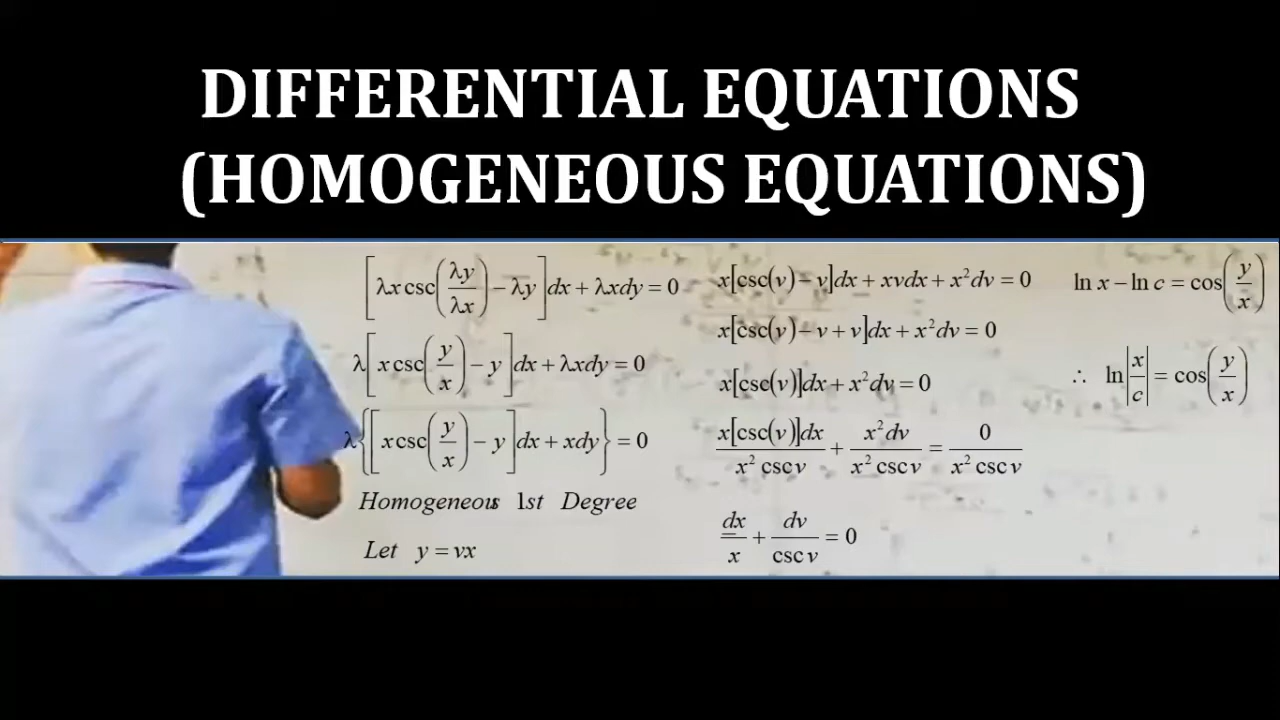 DIFFERENTIAL EQUATIONS
(HOMOGENEOUS EQUATIONS)
[λx csc(λy/λx) − λy]dx + λxdy = 0
λ[x csc(y/x) − y]dx + λxdy = 0
λ{[x csc(y/x) − y]dx + xdy} = 0
Homogeneous 1st Degree
Let y = vx
x[csc(v) − v]dx + xvdx + x²dv = 0
x[csc(v) − v + v]dx + x²dv = 0
x[csc(v)]dx + x²dv = 0
x[csc(v)]dx/x² csc v + x²dv/x² csc v = 0/x² csc v
dx/x + dv/csc v = 0
ln x − ln c = cos(y/x)
∴ ln|x/c| = cos(y/x)